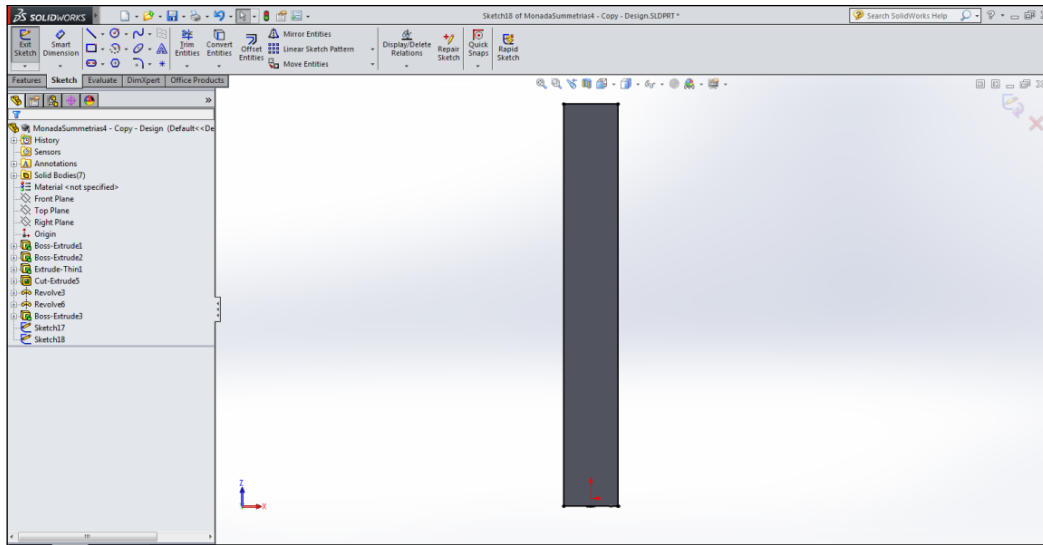 SOLIDWORKS
Sketch18 of MonadaSummetrias4 - Copy - Design.SLDPRT *
Search SolidWorks Help
Exit Sketch
Smart Dimension
Trim Entities
Convert Entities
Offset Entities
Mirror Entities
Linear Sketch Pattern
Move Entities
Display/Delete Relations
Repair Sketch
Quick Snaps
Rapid Sketch
Features Sketch Evaluate DimXpert Office Products
MonadaSummetrias4 - Copy - Design (Default<<De
History
Sensors
Annotations
Solid Bodies(7)
Material <not specified>
Front Plane
Top Plane
Right Plane
Origin
Boss-Extrude1
Boss-Extrude2
Extrude-Thin1
Cut-Extrude5
Revolve3
Revolve6
Boss-Extrude3
Sketch17
Sketch18
Z
X